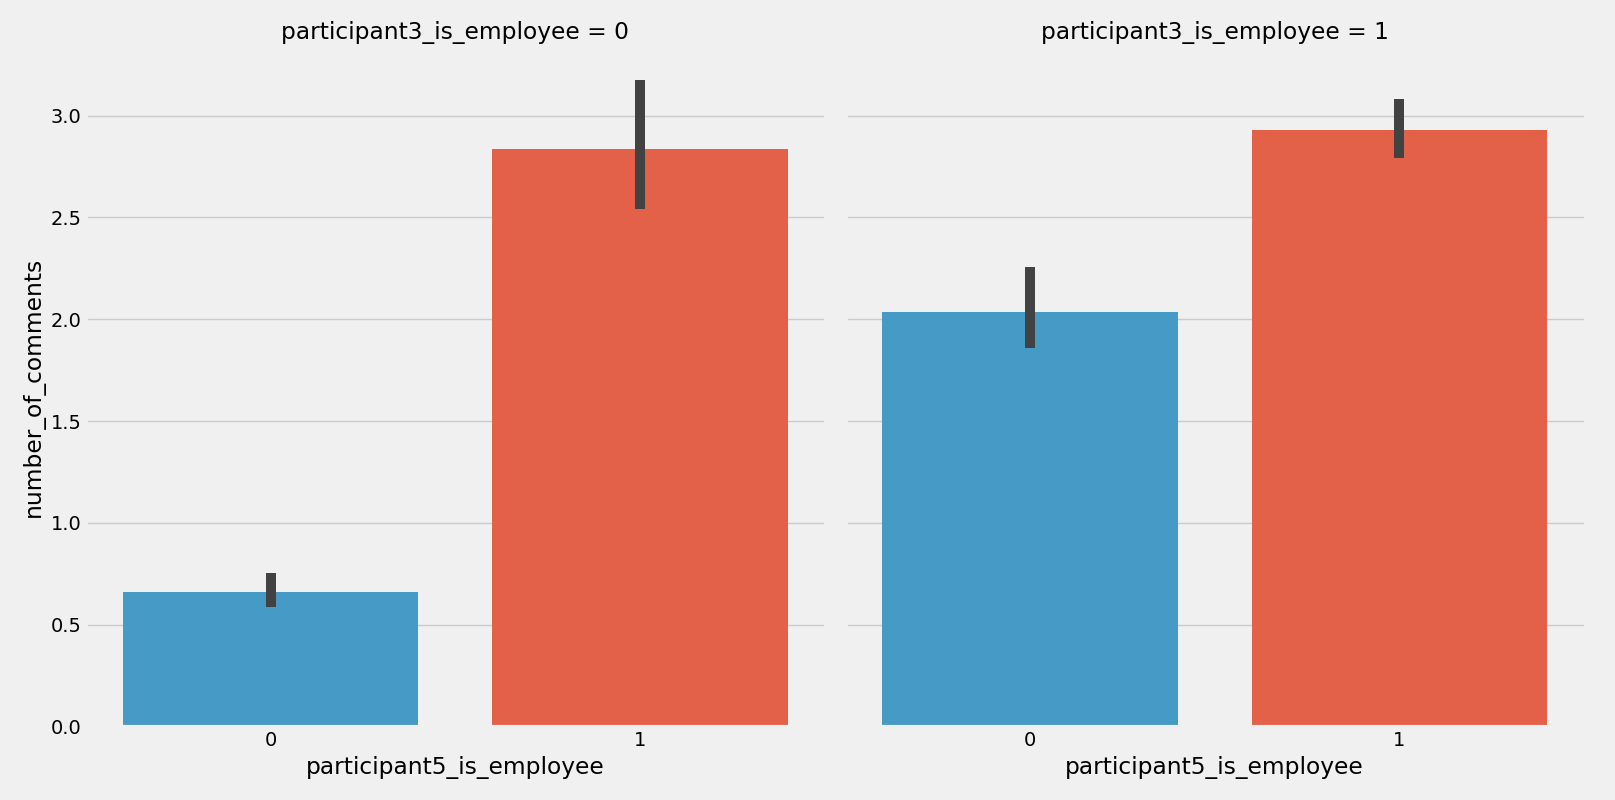 participant3_is_employee = 0
participant3_is_employee = 1
number_of_comments
3.0
2.5
2.0
1.5
1.0
0.5
0.0
0 1
0 1
participant5_is_employee
participant5_is_employee